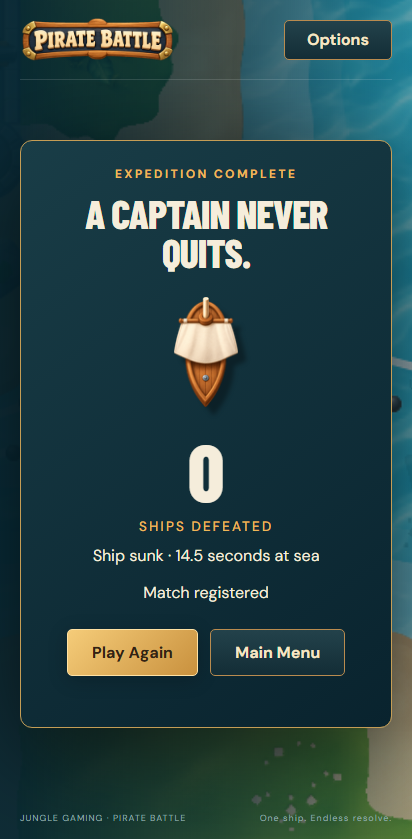 PIRATE BATTLE
Options
EXPEDITION COMPLETE
A CAPTAIN NEVER
QUITS.
0
SHIPS DEFEATED
Ship sunk · 14.5 seconds at sea
Match registered
Play Again
Main Menu
JUNGLE GAMING · PIRATE BATTLE
One ship. Endless resolve.